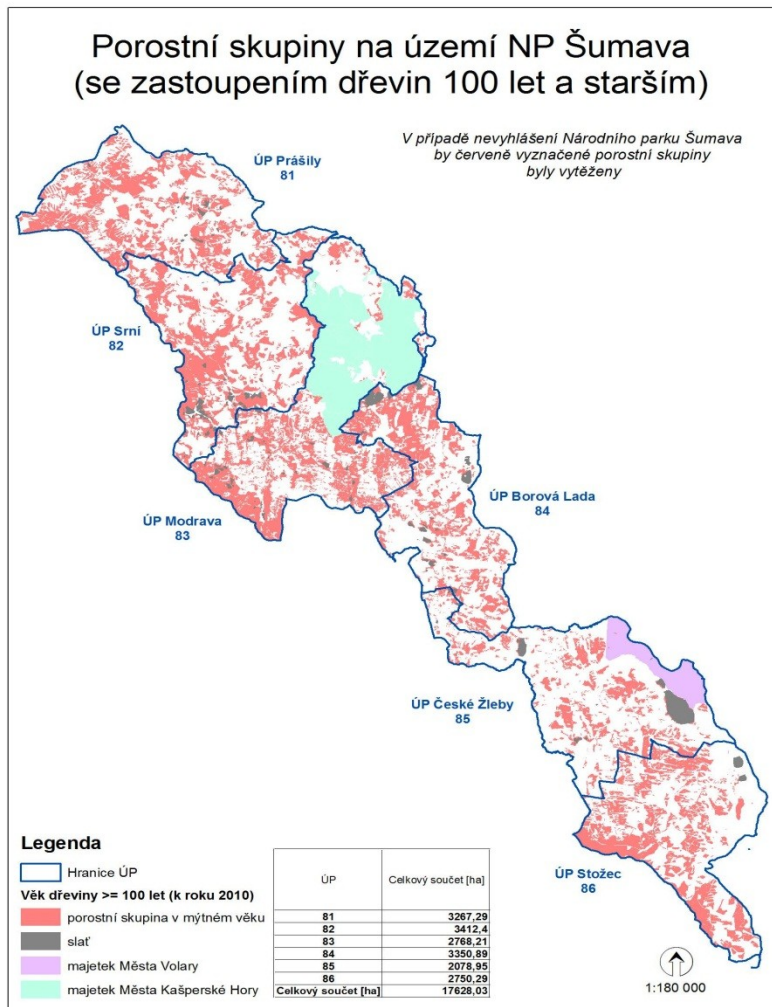 Porostní skupiny na území NP Šumava
(se zastoupením dřevin 100 let a starším)
V případě nevyhlášení Národního parku Šumava
by červeně vyznačené porostní skupiny
byly vytěženy
ÚP Prášily
81
ÚP Srní
82
ÚP Modrava
83
ÚP Borová Lada
84
ÚP České Žleby
85
ÚP Stožec
86
Legenda
Hranice ÚP
Věk dřeviny >= 100 let (k roku 2010)
porostní skupina v mýtném věku
slať
majetek Města Volary
majetek Města Kašperské Hory
ÚP Celkový součet [ha]
81 3267,29
82 3412,4
83 2768,21
84 3350,89
85 2078,95
86 2750,29
Celkový součet [ha] 17628,03
1:180 000